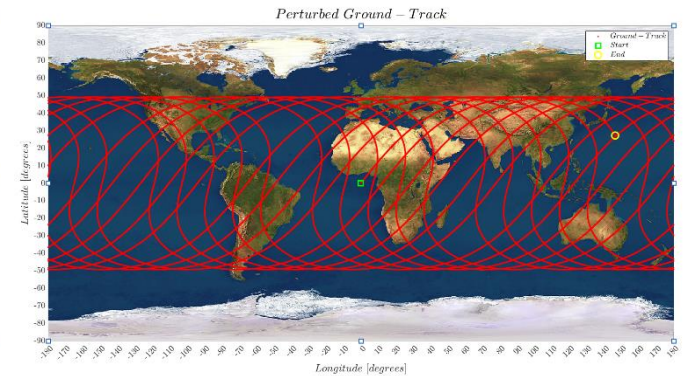 Perturbed Ground – Track
Ground – Track
Start
End
90
80
70
60
50
40
30
20
10
0
-10
-20
-30
-40
-50
-60
-70
-80
-90
Latitude [degrees]
-180 -170 -160 -150 -140 -130 -120 -110 -100 -90 -80 -70 -60 -50 -40 -30 -20 -10 0 10 20 30 40 50 60 70 80 90 100 110 120 130 140 150 160 170 180
Longitude [degrees]